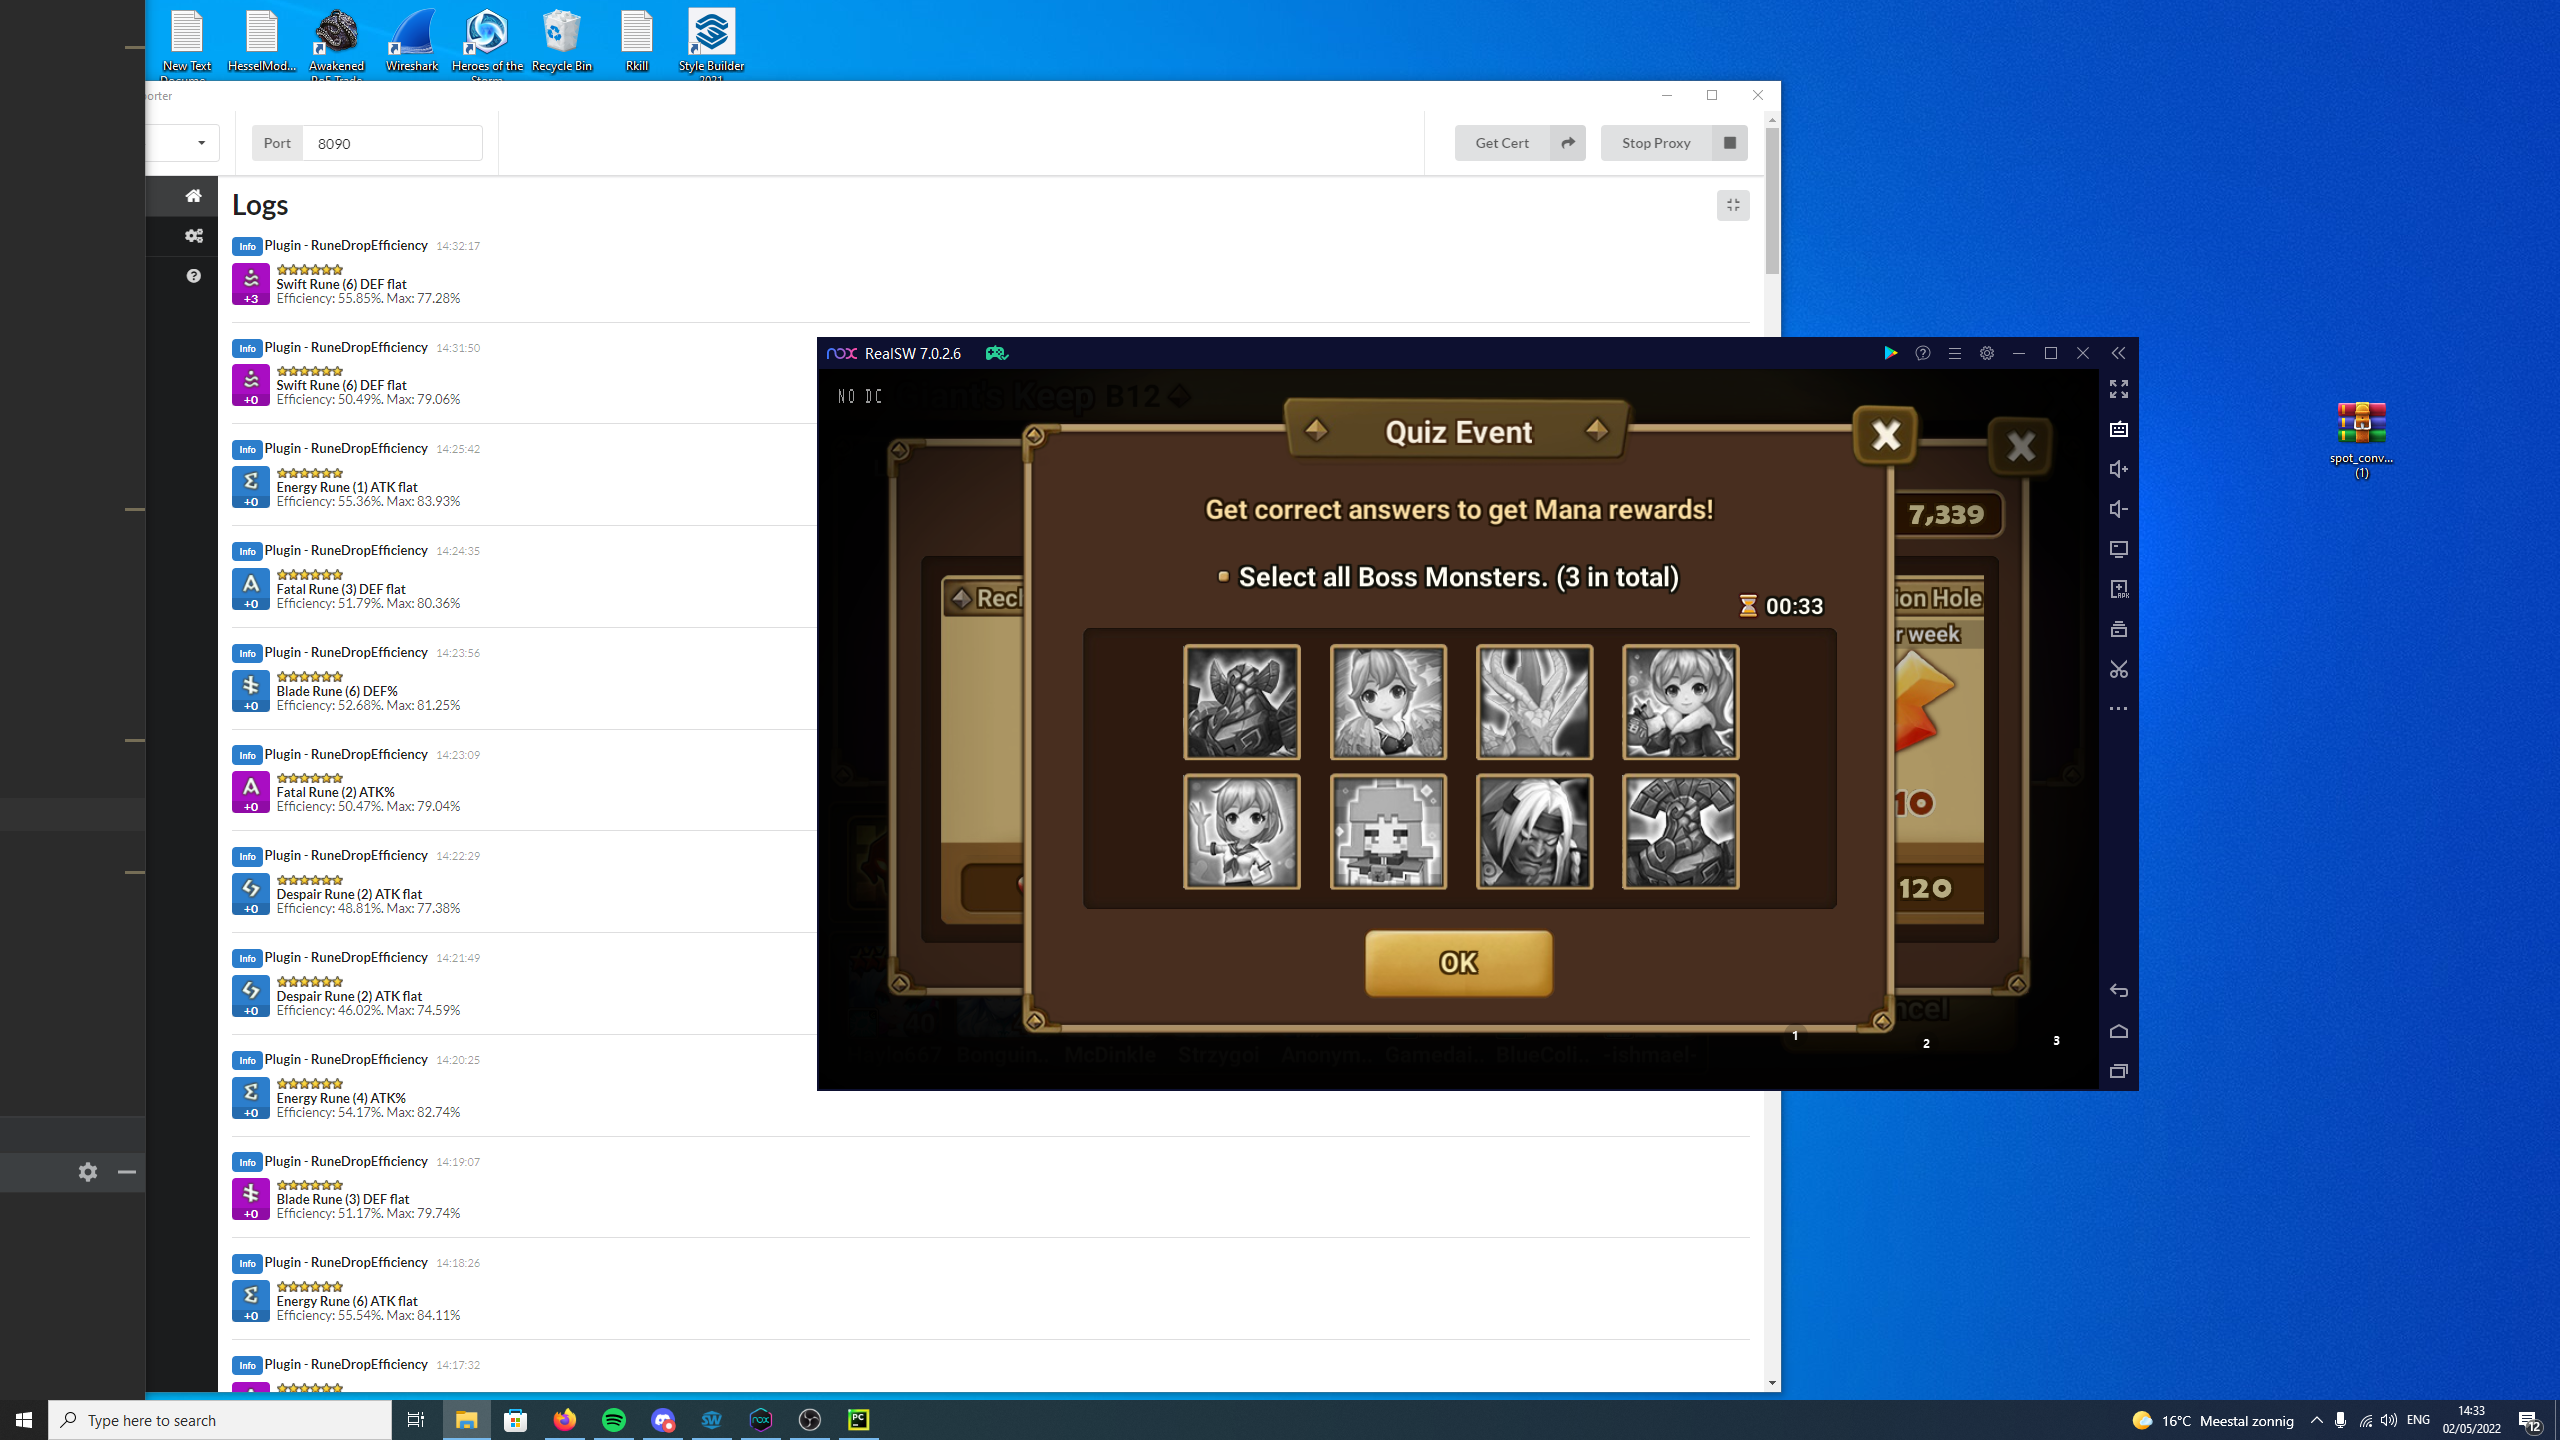 New Text
HesselMod...
Awakened
Wireshark
Heroes of the
Recycle Bin
Rkill
Style Builder
Docume...
PoE Trade
Storm
2021
orter
Port
8090
Get Cert
Stop Proxy
Logs
Info Plugin - RuneDropEfficiency 14:32:17
+3
Swift Rune (6) DEF flat
Efficiency: 55.85%. Max: 77.28%
Info Plugin - RuneDropEfficiency 14:31:50
+0
Swift Rune (6) DEF flat
Efficiency: 50.49%. Max: 79.06%
Info Plugin - RuneDropEfficiency 14:25:42
+0
Energy Rune (1) ATK flat
Efficiency: 55.36%. Max: 83.93%
Info Plugin - RuneDropEfficiency 14:24:35
+0
Fatal Rune (3) DEF flat
Efficiency: 51.79%. Max: 80.36%
Info Plugin - RuneDropEfficiency 14:23:56
+0
Blade Rune (6) DEF%
Efficiency: 52.68%. Max: 81.25%
Info Plugin - RuneDropEfficiency 14:23:09
+0
Fatal Rune (2) ATK%
Efficiency: 50.47%. Max: 79.04%
Info Plugin - RuneDropEfficiency 14:22:29
+0
Despair Rune (2) ATK flat
Efficiency: 48.81%. Max: 77.38%
Info Plugin - RuneDropEfficiency 14:21:49
+0
Despair Rune (2) ATK flat
Efficiency: 46.02%. Max: 74.59%
Info Plugin - RuneDropEfficiency 14:20:25
+0
Energy Rune (4) ATK%
Efficiency: 54.17%. Max: 82.74%
Info Plugin - RuneDropEfficiency 14:19:07
+0
Blade Rune (3) DEF flat
Efficiency: 51.17%. Max: 79.74%
Info Plugin - RuneDropEfficiency 14:18:26
+0
Energy Rune (6) ATK flat
Efficiency: 55.54%. Max: 84.11%
Info Plugin - RuneDropEfficiency 14:17:32
nox RealSW 7.0.2.6
NO DC
Giant's Keep B12
Quiz Event
Get correct answers to get Mana rewards!
Select all Boss Monsters. (3 in total)
00:33
OK
Rech
7,339
ion Hole
r week
10
120
ncel
40
Bonguin..
McDinkle
Strzygol
Anonym..
Gamedai..
BlueColl..
-ishmael-
1
2
3
APK
spot_conv...
(1)
Type here to search
SW
nox
PC
16°C Meestal zonnig
ENG
14:33
02/05/2022
12